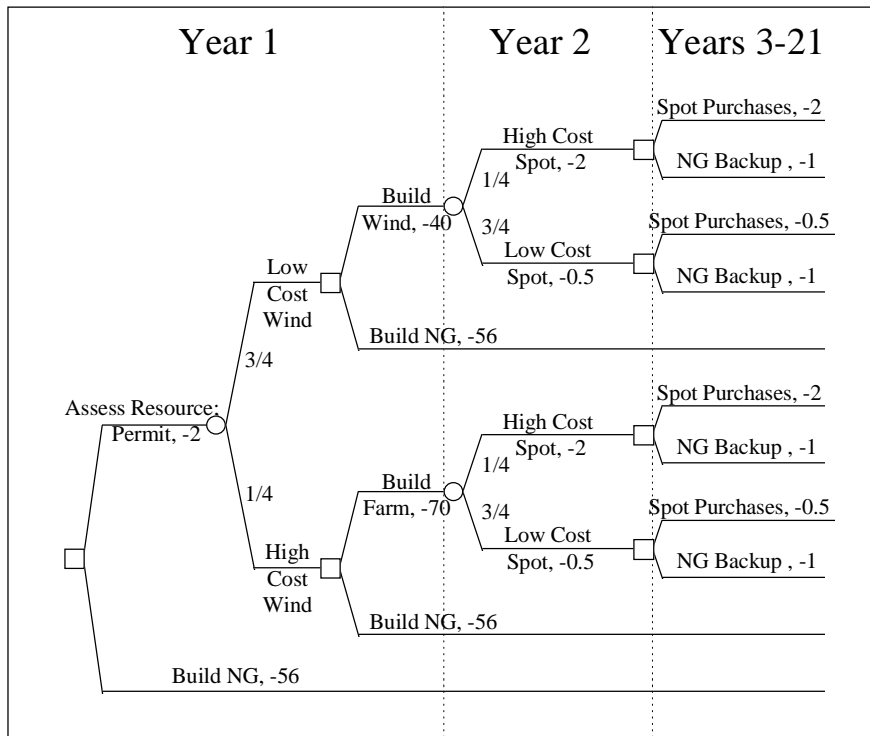 Year 1
Year 2
Years 3-21
Spot Purchases, -2
High Cost
Spot, -2
NG Backup , -1
1/4
Build
Wind, -40
3/4
Spot Purchases, -0.5
Low Cost
Spot, -0.5
NG Backup , -1
Low
Cost
Wind
Build NG, -56
3/4
Assess Resource;
Permit, -2
Spot Purchases, -2
High Cost
Spot, -2
NG Backup , -1
1/4
1/4
Build
Farm, -70
3/4
Spot Purchases, -0.5
Low Cost
Spot, -0.5
NG Backup , -1
High
Cost
Wind
Build NG, -56
Build NG, -56